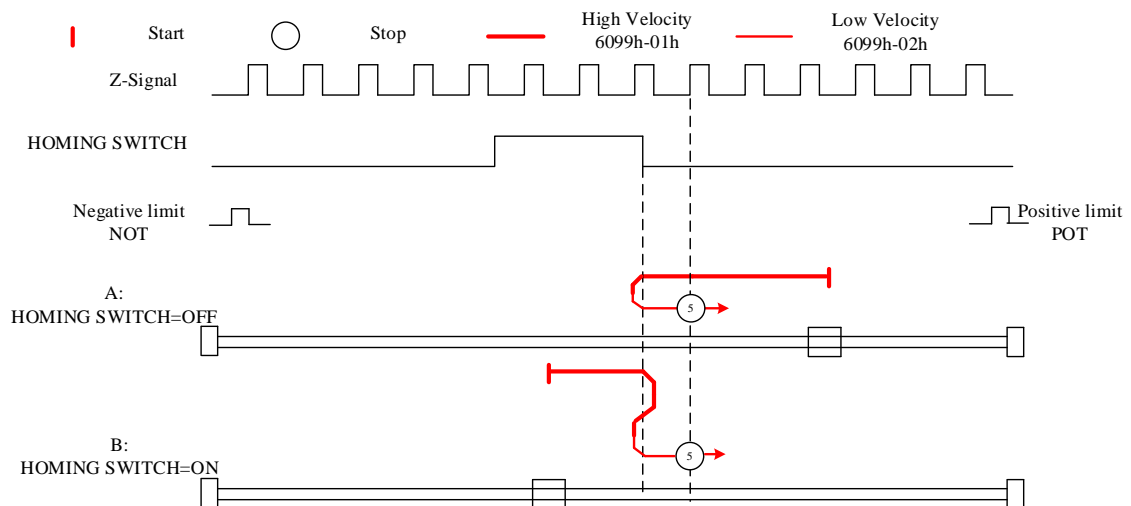 Start
Stop
High Velocity
6099h-01h
Low Velocity
6099h-02h
Z-Signal
HOMING SWITCH
Negative limit
NOT
Positive limit
POT
A:
HOMING SWITCH=OFF
5
B:
HOMING SWITCH=ON
5